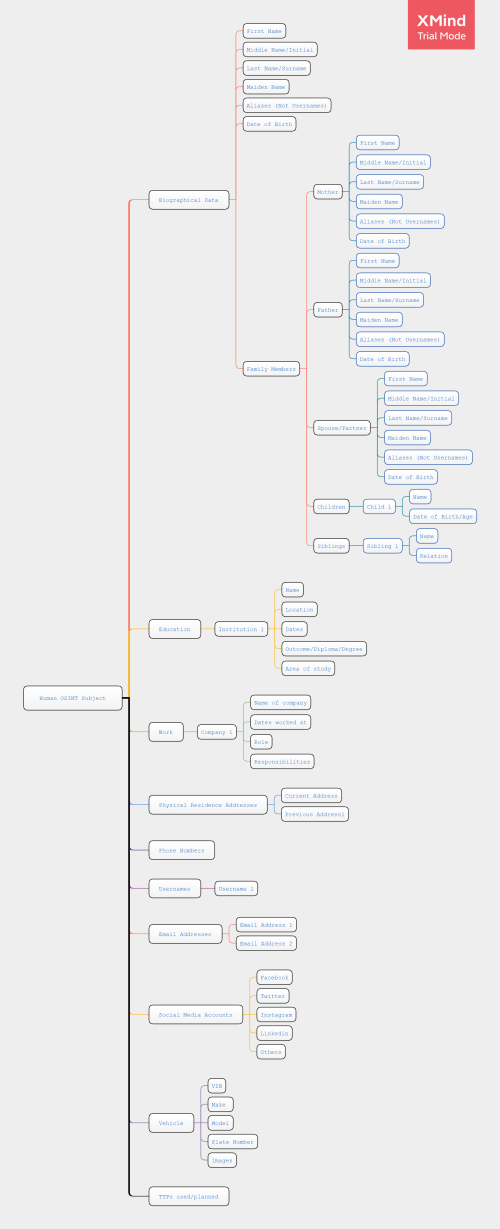 XMind
Trial Mode
First Name
Middle Name/Initial
Last Name/Surname
Maiden Name
Aliases (Not Usernames)
Date of Birth
Biographical Data
Family Members
Mother
First Name
Middle Name/Initial
Last Name/Surname
Maiden Name
Aliases (Not Usernames)
Date of Birth
Father
First Name
Middle Name/Initial
Last Name/Surname
Maiden Name
Aliases (Not Usernames)
Date of Birth
Spouse/Partner
First Name
Middle Name/Initial
Last Name/Surname
Maiden Name
Aliases (Not Usernames)
Date of Birth
Children
Child 1
Name
Date of Birth/Age
Siblings
Sibling 1
Name
Relation
Education
Institution 1
Name
Location
Dates
Outcome/Diploma/Degree
Area of study
Human OSINT Subject
Work
Company 1
Name of company
Dates worked at
Role
Responsibilities
Physical Residence Addresses
Current Address
Previous Address1
Phone Numbers
Usernames
Username 1
Email Addresses
Email Address 1
Email Address 2
Social Media Accounts
Facebook
Twitter
Instagram
Linkedin
Others
Vehicle
VIN
Make
Model
Plate Number
Images
TTPs used/planned